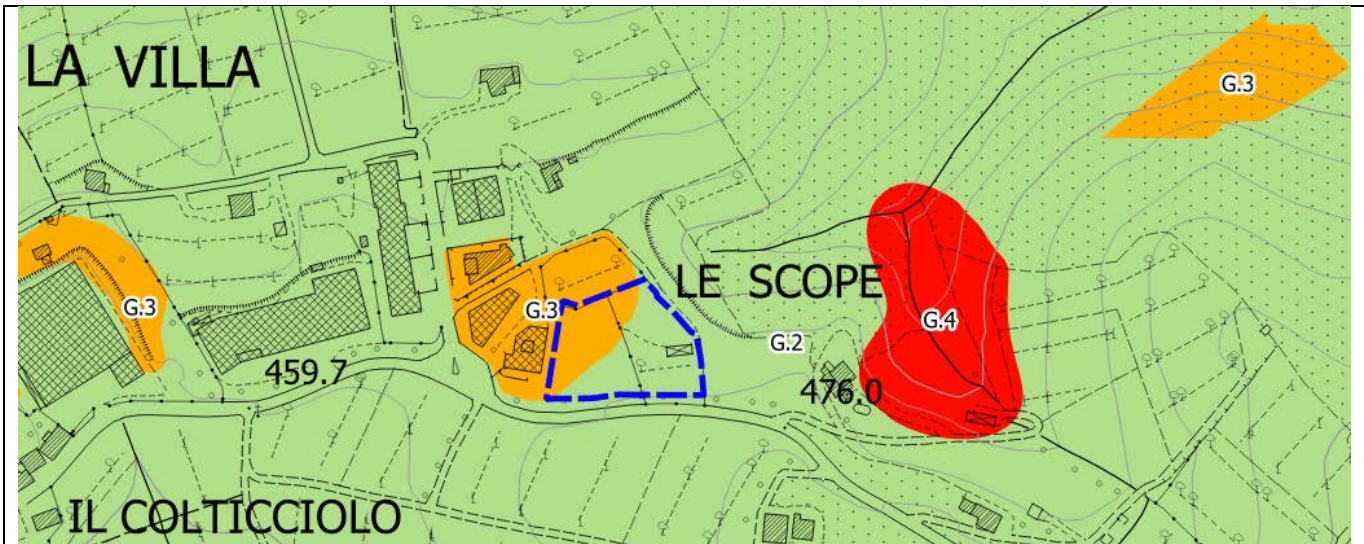 LA VILLA
G.3
LE SCOPE
G.3
G.3
G.4
G.2
459.7
476.0
IL COLTICCIOLO